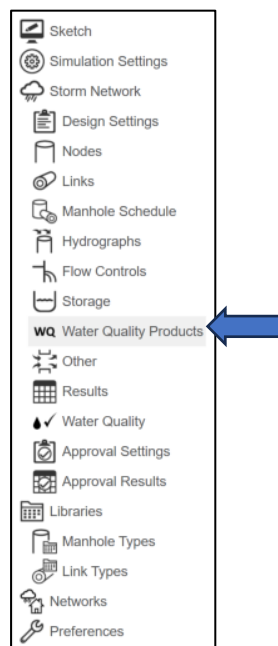 Sketch
Simulation Settings
Storm Network
Design Settings
Nodes
Links
Manhole Schedule
Hydrographs
Flow Controls
Storage
WQ Water Quality Products
Other
Results
Water Quality
Approval Settings
Approval Results
Libraries
Manhole Types
Link Types
Networks
Preferences